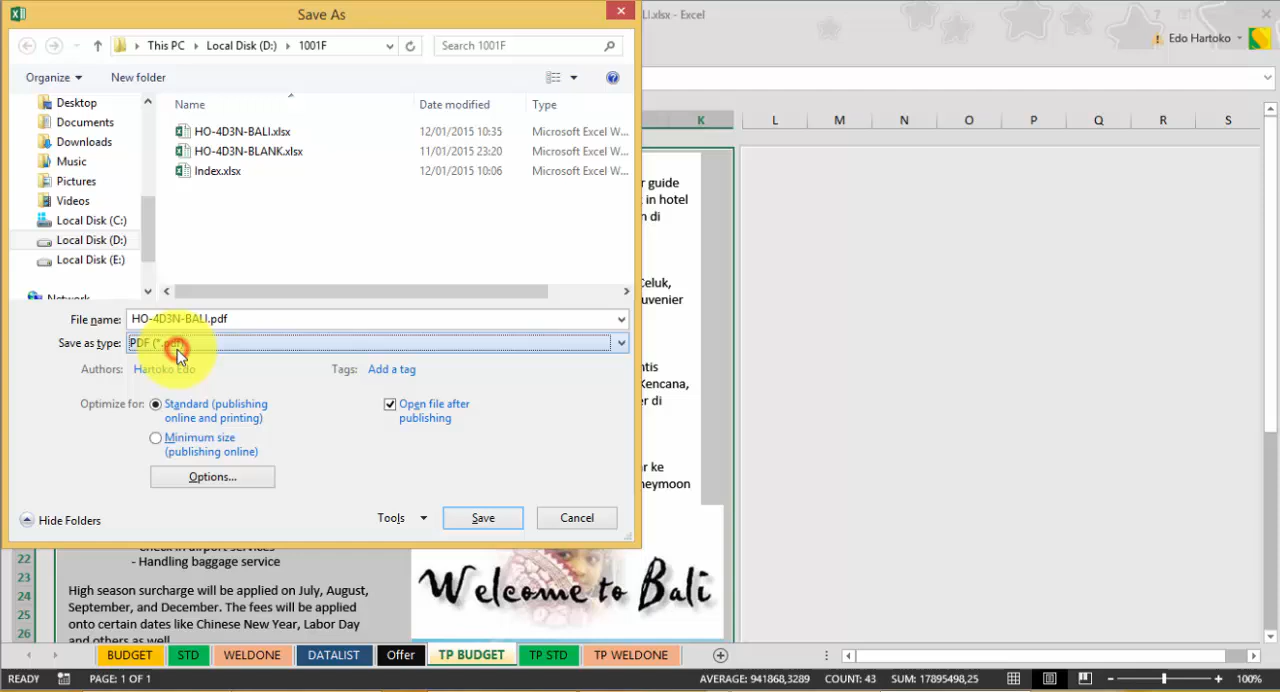 Save As
LI.xlsx - Excel
This PC
Local Disk (D:)
1001F
Search 1001F
Edo Hartoko
Organize
New folder
Name
Date modified
Type
Desktop
Documents
Downloads
Music
Pictures
Videos
Local Disk (C:)
Local Disk (D:)
Local Disk (E:)
Network
HO-4D3N-BALI.xlsx
12/01/2015 10:35
Microsoft Excel W...
HO-4D3N-BLANK.xlsx
11/01/2015 23:20
Microsoft Excel W...
Index.xlsx
12/01/2015 10:06
Microsoft Excel W...
K L M N O P Q R S
r guide
in hotel
n di
Celuk,
uvenier
ntis
Kencana,
er di
ar ke
neymoon
File name: HO-4D3N-BALI.pdf
Save as type: PDF (*.pdf)
Authors: Hartoko Edo
Tags: Add a tag
Optimize for:
Standard (publishing
online and printing)
Minimum size
(publishing online)
Open file after
publishing
Options...
Hide Folders
Tools
Save
Cancel
22
23
24
25
26
- Check in airport services
- Handling baggage service
High season surcharge will be applied on July, August,
September, and December. The fees will be applied
onto certain dates like Chinese New Year, Labor Day
and others as well
Welcome to Bali
BUDGET
STD
WELDONE
DATALIST
Offer
TP BUDGET
TP STD
TP WELDONE
READY
PAGE: 1 OF 1
AVERAGE: 941868,3289
COUNT: 43
SUM: 17895498,25
100%